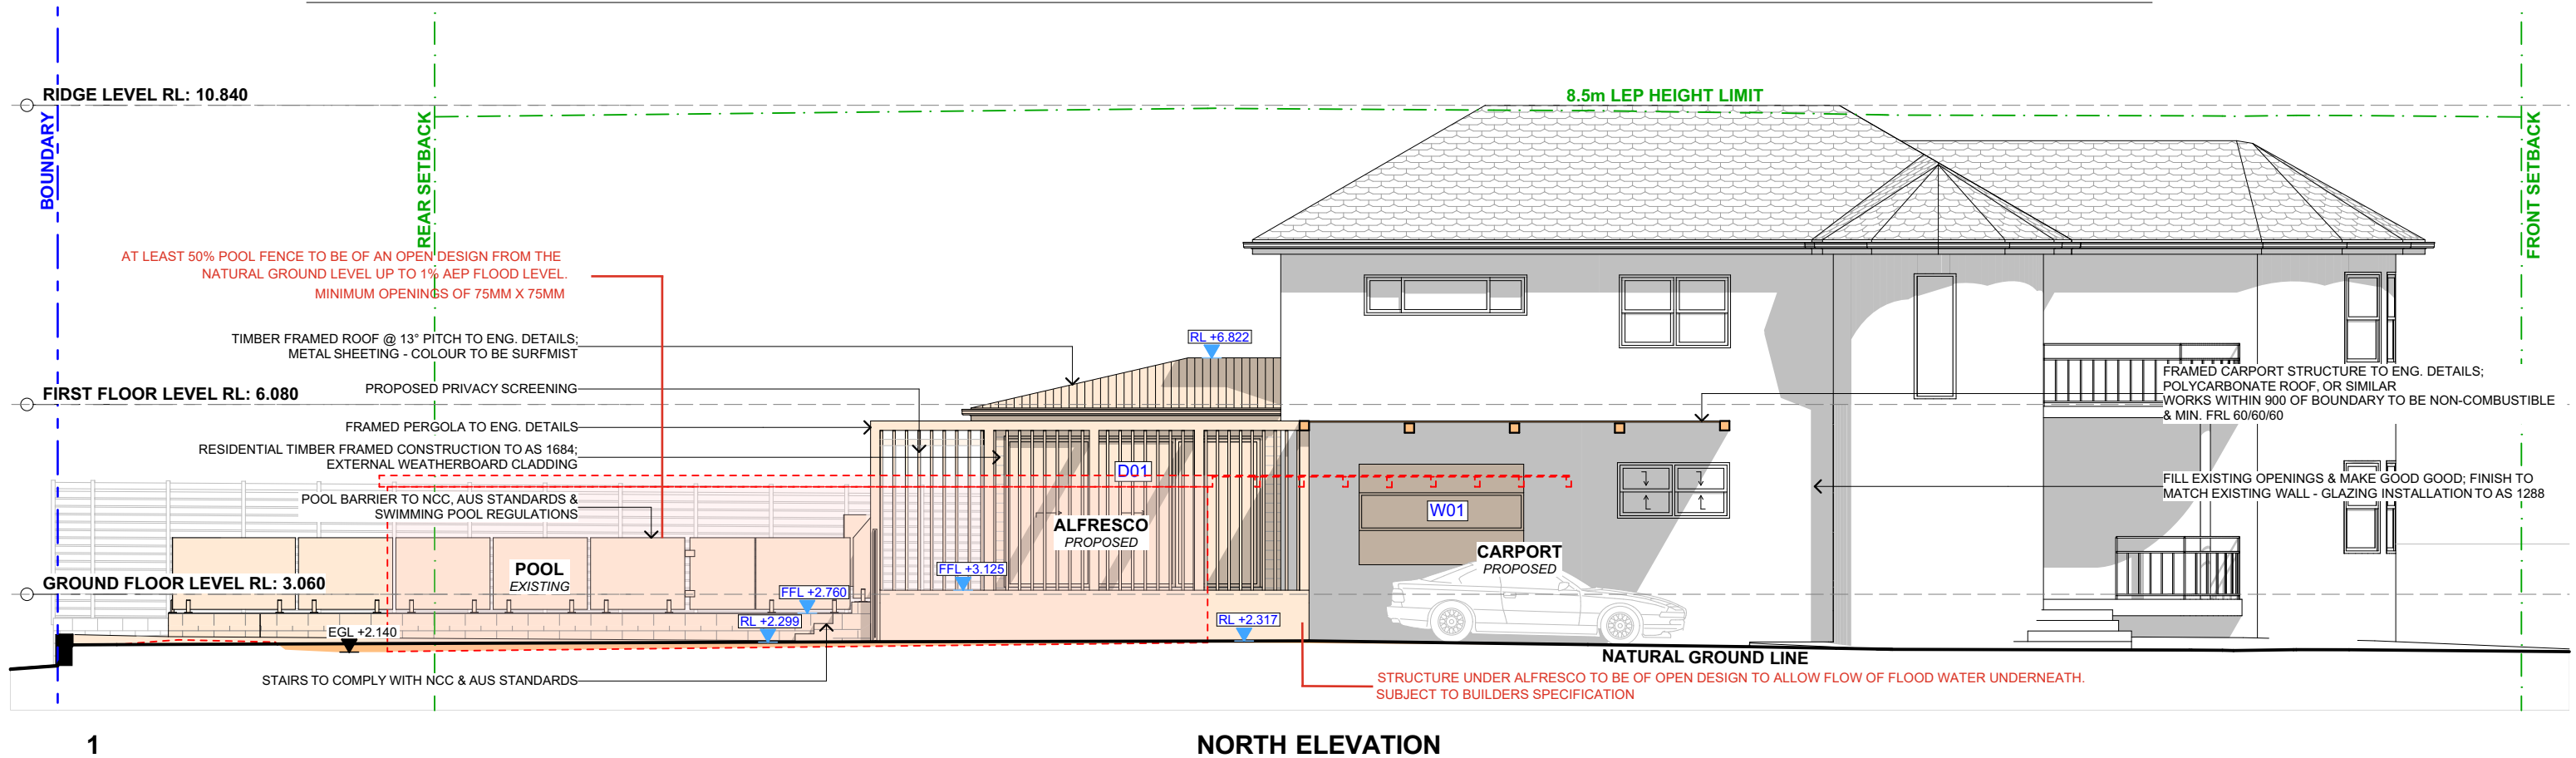 RIDGE LEVEL RL: 10.840
BOUNDARY
REAR SETBACK
8.5m LEP HEIGHT LIMIT
FRONT SETBACK
AT LEAST 50% POOL FENCE TO BE OF AN OPEN DESIGN FROM THE
NATURAL GROUND LEVEL UP TO 1% AEP FLOOD LEVEL.
MINIMUM OPENINGS OF 75MM X 75MM
TIMBER FRAMED ROOF @ 13° PITCH TO ENG. DETAILS;
METAL SHEETING - COLOUR TO BE SURFMIST
RL +6.822
PROPOSED PRIVACY SCREENING
FIRST FLOOR LEVEL RL: 6.080
FRAMED PERGOLA TO ENG. DETAILS
RESIDENTIAL TIMBER FRAMED CONSTRUCTION TO AS 1684;
EXTERNAL WEATHERBOARD CLADDING
FRAMED CARPORT STRUCTURE TO ENG. DETAILS;
POLYCARBONATE ROOF, OR SIMILAR
WORKS WITHIN 900 OF BOUNDARY TO BE NON-COMBUSTIBLE
& MIN. FRL 60/60/60
D01
POOL BARRIER TO NCC, AUS STANDARDS &
SWIMMING POOL REGULATIONS
FILL EXISTING OPENINGS & MAKE GOOD GOOD; FINISH TO
MATCH EXISTING WALL - GLAZING INSTALLATION TO AS 1288
W01
ALFRESCO
PROPOSED
CARPORT
PROPOSED
POOL
EXISTING
FFL +3.125
GROUND FLOOR LEVEL RL: 3.060
FFL +2.760
RL +2.299
RL +2.317
EGL +2.140
NATURAL GROUND LINE
STAIRS TO COMPLY WITH NCC & AUS STANDARDS
STRUCTURE UNDER ALFRESCO TO BE OF OPEN DESIGN TO ALLOW FLOW OF FLOOD WATER UNDERNEATH.
SUBJECT TO BUILDERS SPECIFICATION
1
NORTH ELEVATION